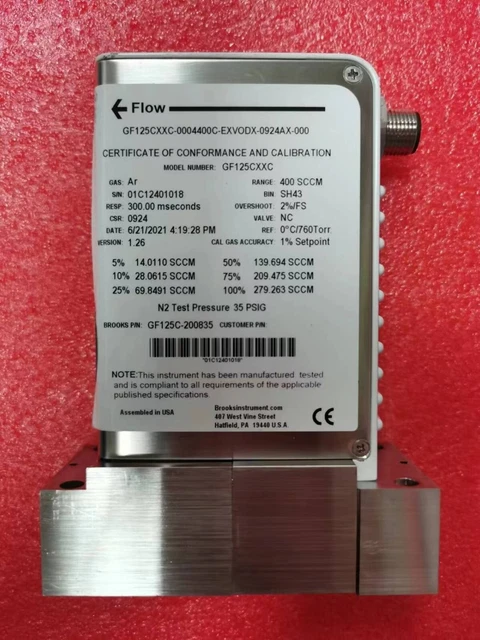 Flow
GF125CXXC-0004400C-EXVODX-0924AX-000
CERTIFICATE OF CONFORMANCE AND CALIBRATION
MODEL NUMBER: GF125CXXC
GAS: Ar RANGE: 400 SCCM
S/N: 01C12401018 BIN: SH43
RESP: 300.00 mseconds OVERSHOOT: 2%/FS
CSR: 0924 VALVE: NC
DATE: 6/21/2021 4:19:28 PM REF: 0°C/760Torr
VERSION: 1.26 CAL GAS ACCURACY: 1% Setpoint
5% 14.0110 SCCM 50% 139.694 SCCM
10% 28.0615 SCCM 75% 209.475 SCCM
25% 69.8491 SCCM 100% 279.263 SCCM
N2 Test Pressure 35 PSIG
BROOKS P/N: GF125C-200835 CUSTOMER P/N:
*01C12401018*
NOTE:This instrument has been manufactured tested
and is compliant to all requirements of the applicable
published specifications.
Assembled in USA
Brooksinstrument.com
407 West Vine Street
Hatfield, PA 19440 U.S.A.
CE